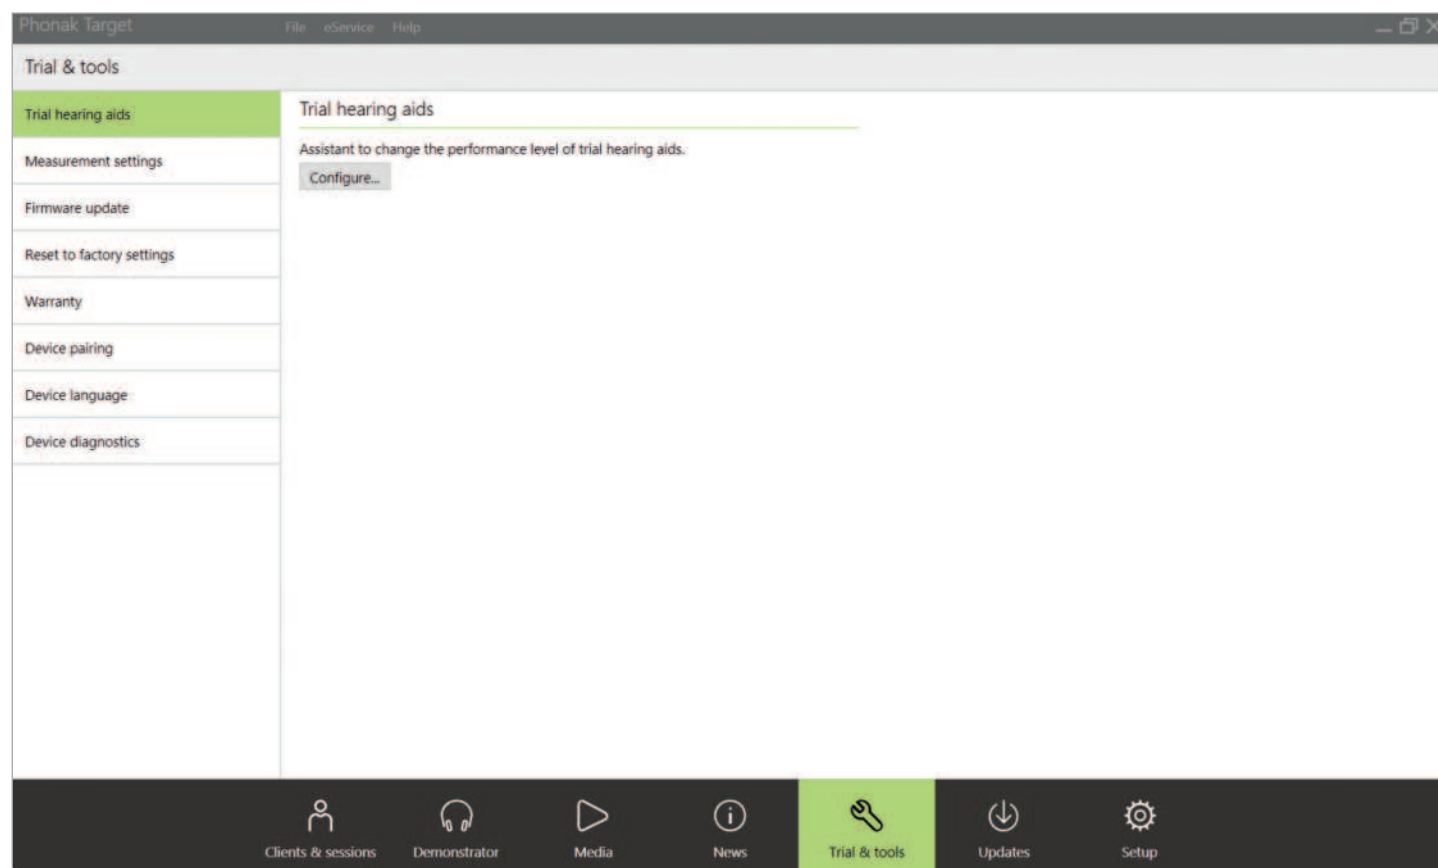 Phonak Target File eService Help
Trial & tools
Trial hearing aids
Measurement settings
Firmware update
Reset to factory settings
Warranty
Device pairing
Device language
Device diagnostics
Trial hearing aids
Assistant to change the performance level of trial hearing aids.
Configure...
Clients & sessions Demonstrator Media News Trial & tools Updates Setup